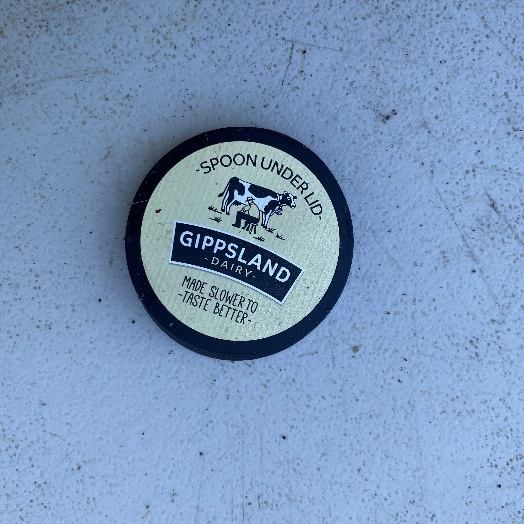 -SPOON UNDER LID-
GIPPSLAND
-DAIRY-
MADE SLOWER TO
-TASTE BETTER-